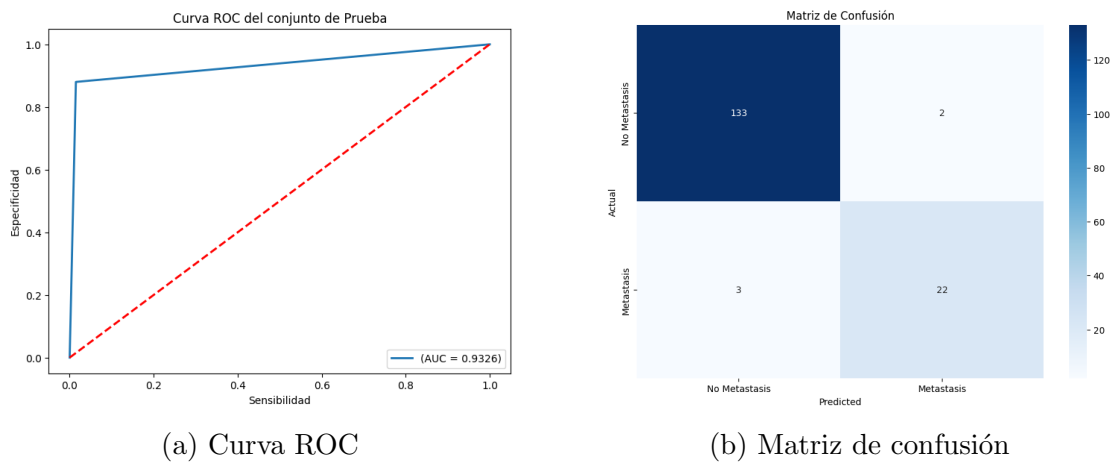 Curva ROC del conjunto de Prueba
1.0
0.8
0.6
0.4
0.2
0.0
Especificidad
0.0 0.2 0.4 0.6 0.8 1.0
Sensibilidad
(AUC = 0.9326)
(a) Curva ROC
Matriz de Confusión
No Metastasis
Metastasis
Actual
133 2
3 22
No Metastasis Metastasis
Predicted
120
100
80
60
40
20
(b) Matriz de confusión